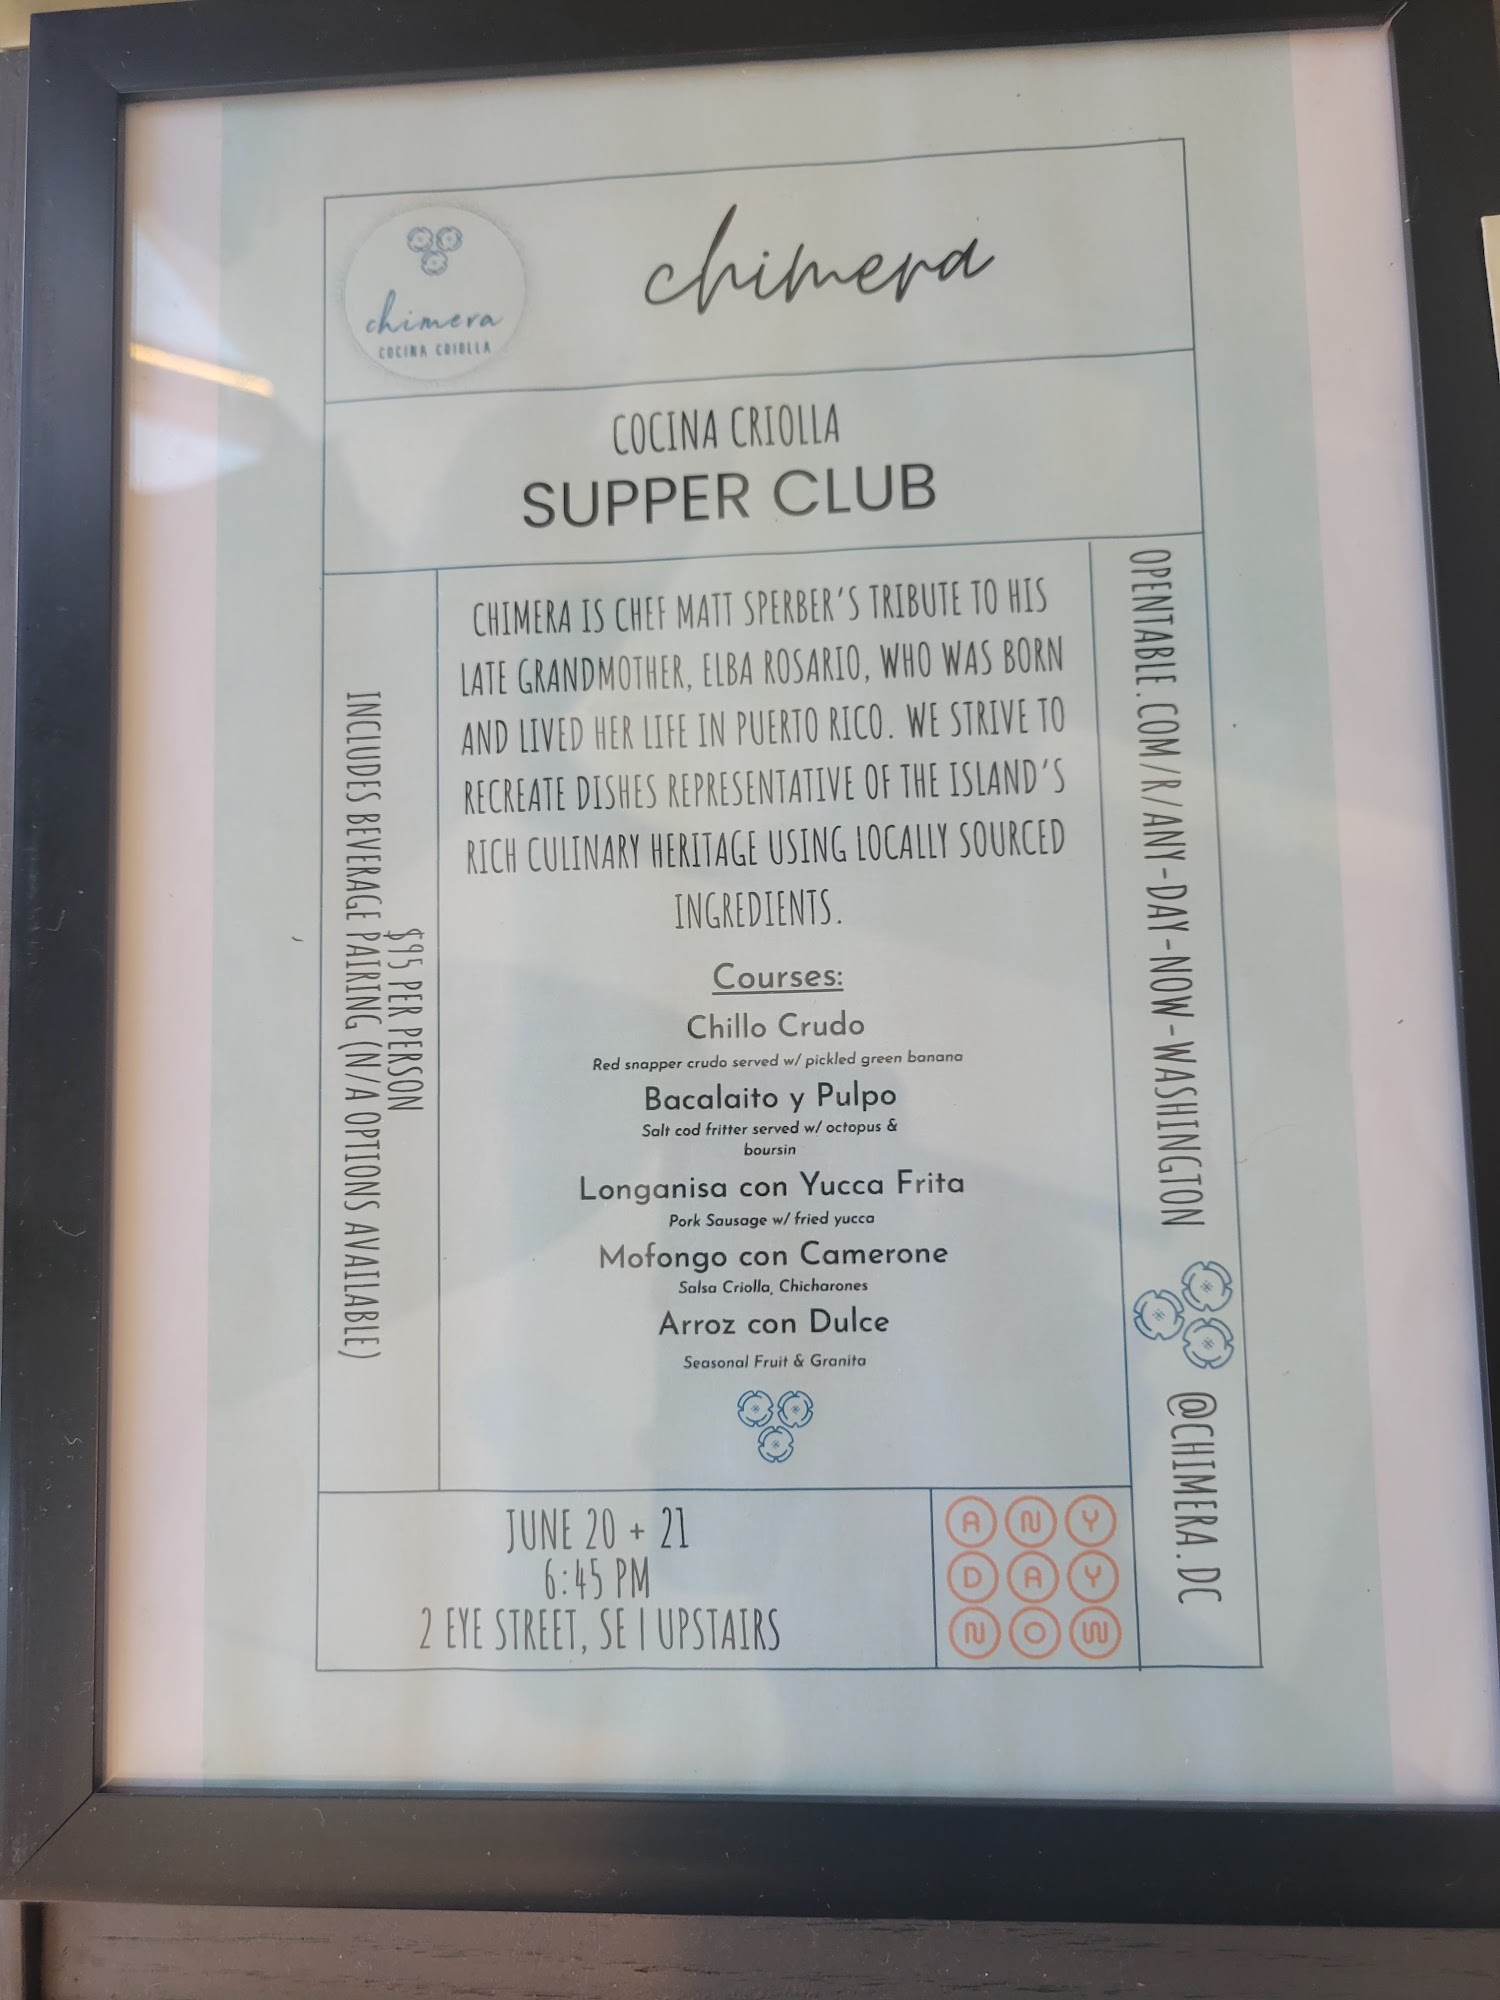 chimera
COCINA CRIOLLA
chimera
COCINA CRIOLLA
SUPPER CLUB
CHIMERA IS CHEF MATT SPERBER'S TRIBUTE TO HIS
LATE GRANDMOTHER, ELBA ROSARIO, WHO WAS BORN
AND LIVED HER LIFE IN PUERTO RICO. WE STRIVE TO
RECREATE DISHES REPRESENTATIVE OF THE ISLAND'S
RICH CULINARY HERITAGE USING LOCALLY SOURCED
INGREDIENTS.
Courses:
Chillo Crudo
Red snapper crudo served w/ pickled green banana
Bacalaito y Pulpo
Salt cod fritter served w/ octopus &
boursin
Longanisa con Yucca Frita
Pork Sausage w/ fried yucca
Mofongo con Camerone
Salsa Criolla, Chicharones
Arroz con Dulce
Seasonal Fruit & Granita
$95 PER PERSON
INCLUDES BEVERAGE PAIRING (N/A OPTIONS AVAILABLE)
OPENTABLE.COM/R/ANY-DAY-NOW-WASHINGTON
@CHIMERA.DC
JUNE 20 + 21
6:45 PM
2 EYE STREET, SE | UPSTAIRS
ANY
DAY
NOW